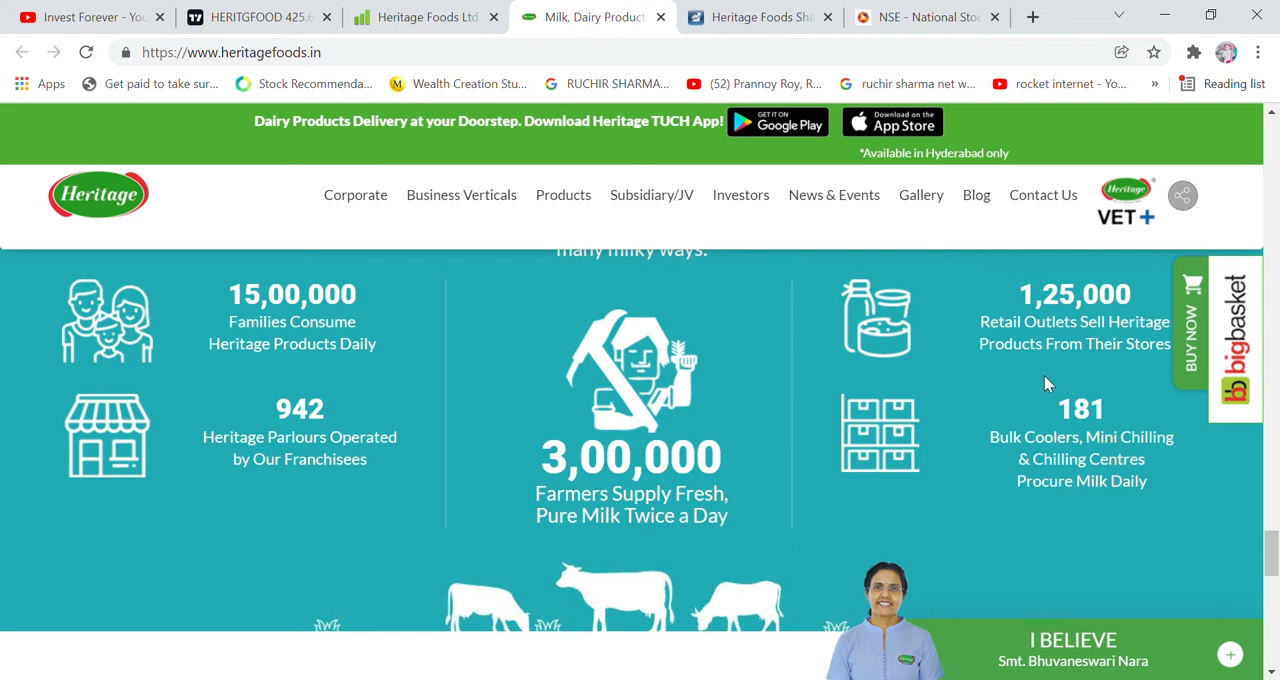 Invest Forever - You
HERITGFOOD 425.6
Heritage Foods Ltd
Milk, Dairy Product
Heritage Foods Sha
NSE - National Stoc
https://www.heritagefoods.in
Apps
Get paid to take sur...
Stock Recommenda...
Wealth Creation Stu...
RUCHIR SHARMA...
(52) Prannoy Roy, R...
ruchir sharma net w...
rocket internet - Yo...
»
Reading list
Dairy Products Delivery at your Doorstep. Download Heritage TUCH App!
GET IT ON
Google Play
Download on the
App Store
*Available in Hyderabad only
Heritage
Corporate
Business Verticals
Products
Subsidiary/JV
Investors
News & Events
Gallery
Blog
Contact Us
Heritage
VET+
many milky ways.
15,00,000
Families Consume
Heritage Products Daily
942
Heritage Parlours Operated
by Our Franchisees
3,00,000
Farmers Supply Fresh,
Pure Milk Twice a Day
1,25,000
Retail Outlets Sell Heritage
Products From Their Stores
181
Bulk Coolers, Mini Chilling
& Chilling Centres
Procure Milk Daily
BUY NOW
bb bigbasket
Heritage
I BELIEVE
Smt. Bhuvaneswari Nara